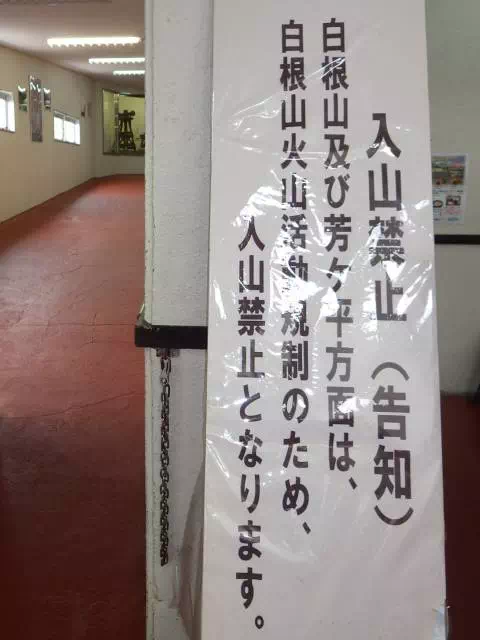 入山禁止(告知)
白根山及び芳ケ平方面は、
白根山火山活動規制のため、
入山禁止となります。